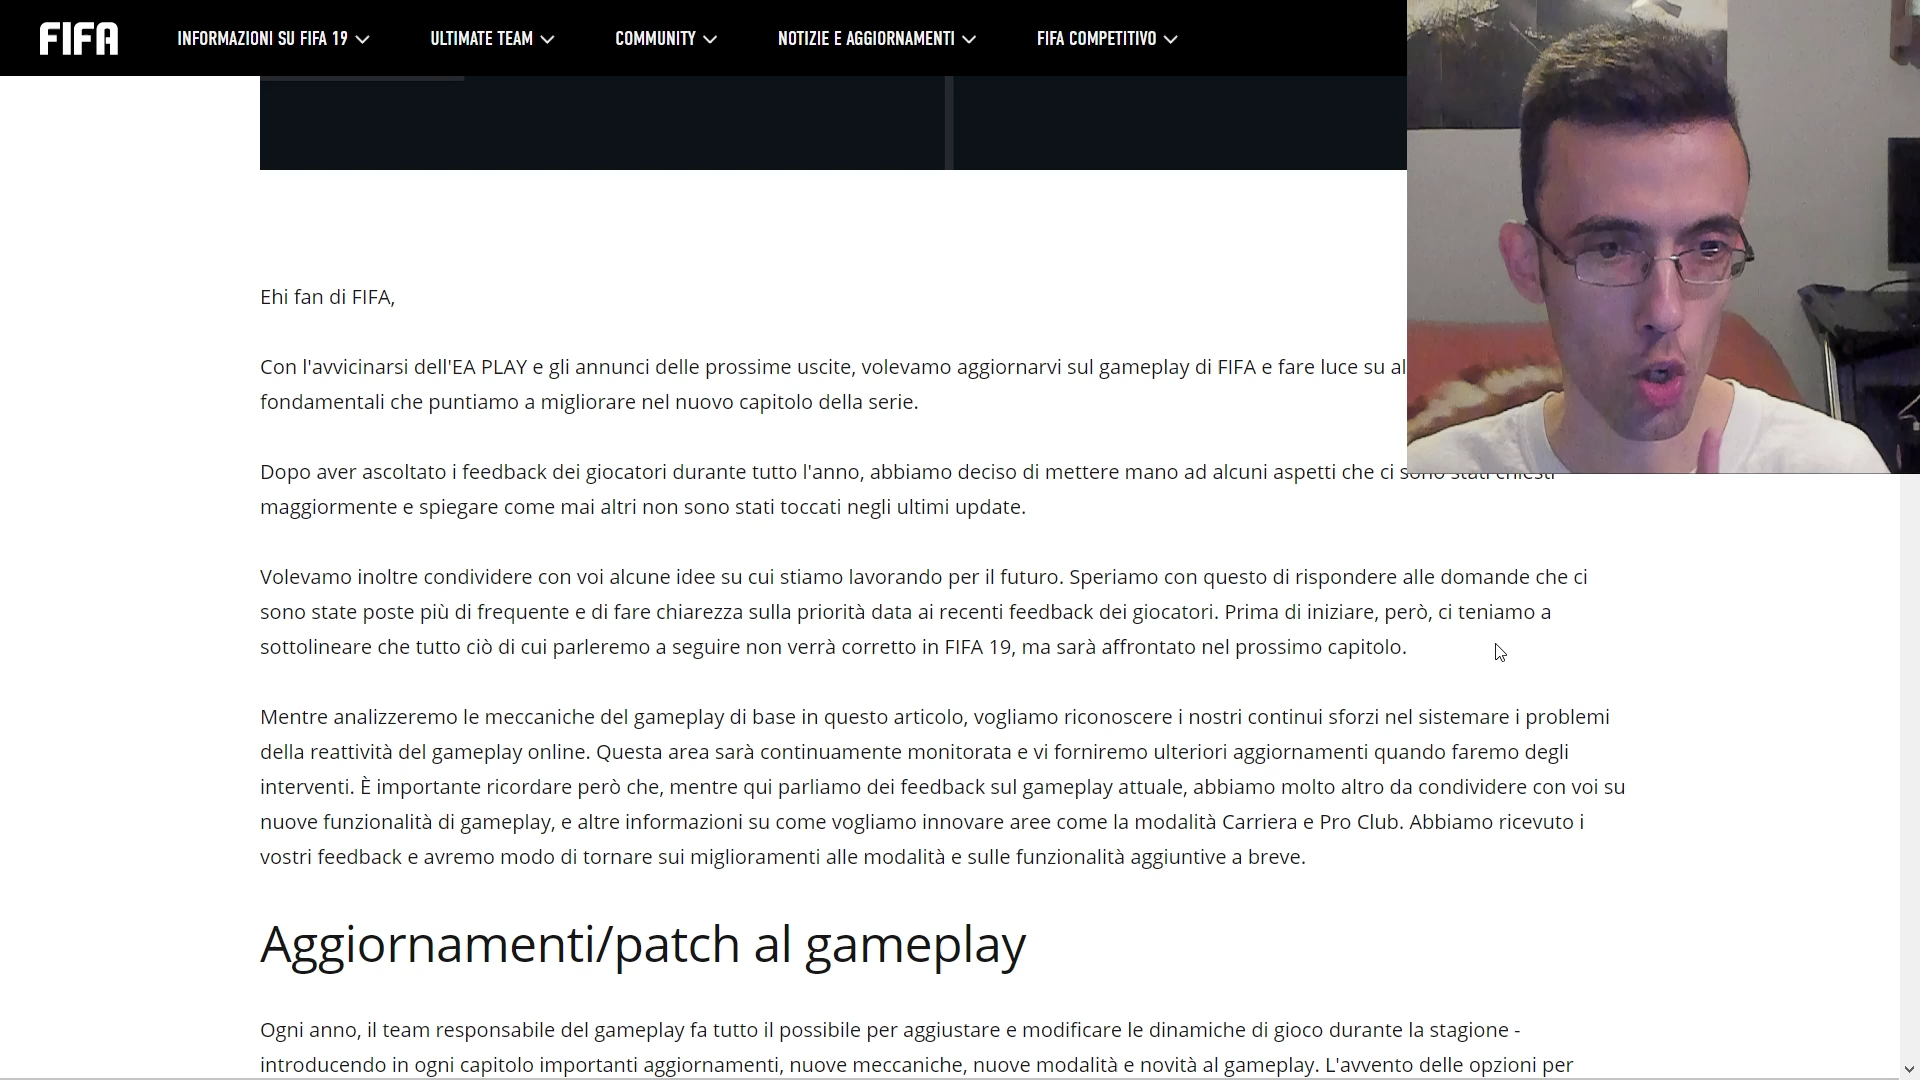 FIFA
INFORMAZIONI SU FIFA 19
ULTIMATE TEAM
COMMUNITY
NOTIZIE E AGGIORNAMENTI
FIFA COMPETITIVO
Ehi fan di FIFA,
Con l'avvicinarsi dell'EA PLAY e gli annunci delle prossime uscite, volevamo aggiornarvi sul gameplay di FIFA e fare luce su
fondamentali che puntiamo a migliorare nel nuovo capitolo della serie.
Dopo aver ascoltato i feedback dei giocatori durante tutto l'anno, abbiamo deciso di mettere mano ad alcuni aspetti che ci sono stati chiesti
maggiormente e spiegare come mai altri non sono stati toccati negli ultimi update.
Volevamo inoltre condividere con voi alcune idee su cui stiamo lavorando per il futuro. Speriamo con questo di rispondere alle domande che ci
sono state poste più di frequente e di fare chiarezza sulla priorità data ai recenti feedback dei giocatori. Prima di iniziare, però, ci teniamo a
sottolineare che tutto ciò di cui parleremo a seguire non verrà corretto in FIFA 19, ma sarà affrontato nel prossimo capitolo.
Mentre analizzeremo le meccaniche del gameplay di base in questo articolo, vogliamo riconoscere i nostri continui sforzi nel sistemare i problemi
della reattività del gameplay online. Questa area sarà continuamente monitorata e vi forniremo ulteriori aggiornamenti quando faremo degli
interventi. È importante ricordare però che, mentre qui parliamo dei feedback sul gameplay attuale, abbiamo molto altro da condividere con voi su
nuove funzionalità di gameplay, e altre informazioni su come vogliamo innovare aree come la modalità Carriera e Pro Club. Abbiamo ricevuto i
vostri feedback e avremo modo di tornare sui miglioramenti alle modalità e sulle funzionalità aggiuntive a breve.
Aggiornamenti/patch al gameplay
Ogni anno, il team responsabile del gameplay fa tutto il possibile per aggiustare e modificare le dinamiche di gioco durante la stagione -
introducendo in ogni capitolo importanti aggiornamenti, nuove meccaniche, nuove modalità e novità al gameplay. L'avvento delle opzioni per